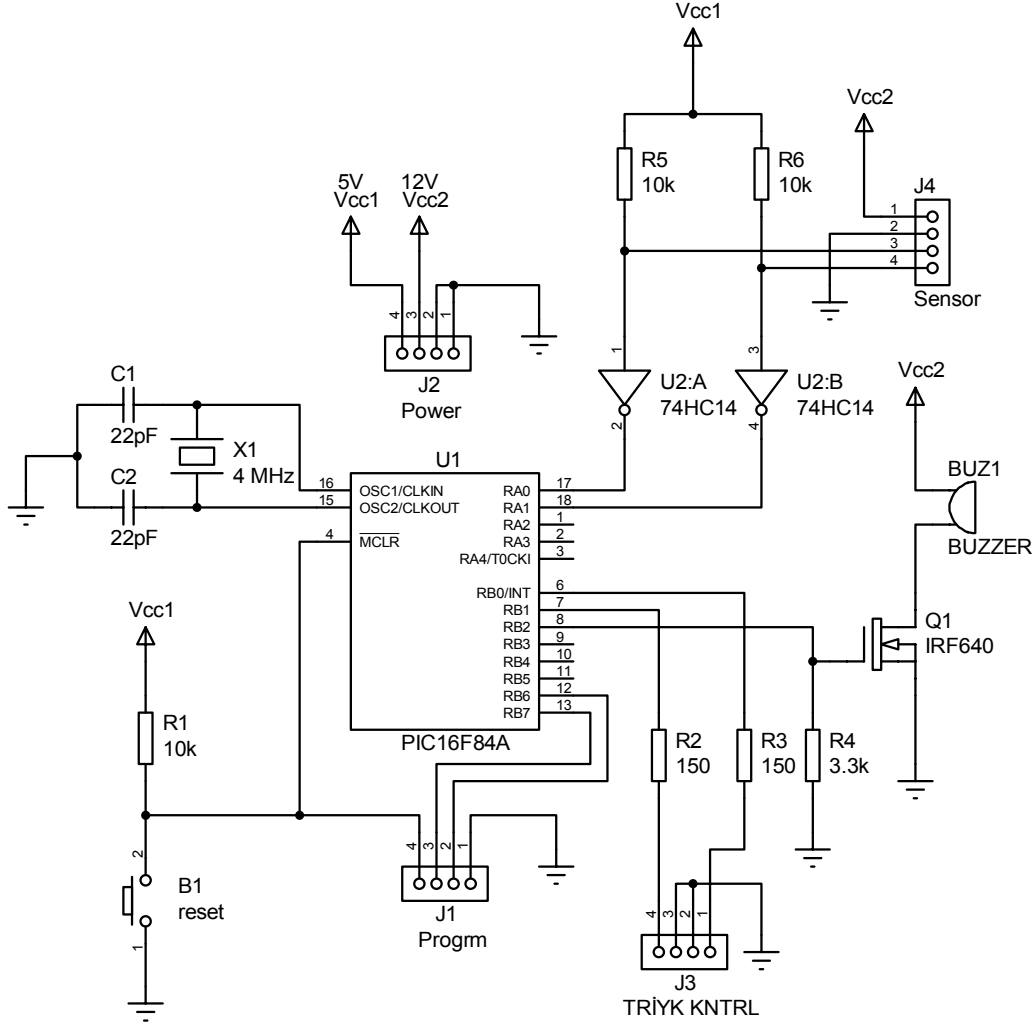 Vcc1
R5
10k
R6
10k
Vcc2
J4
1
2
3
4
Sensor
5V
Vcc1
12V
Vcc2
4
3
2
1
J2
Power
1
U2:A
74HC14
2
3
U2:B
74HC14
4
C1
22pF
C2
22pF
X1
4 MHz
U1
16
OSC1/CLKIN
15
OSC2/CLKOUT
4
MCLR
RA0
17
RA1
18
RA2
1
RA3
2
RA4/T0CKI
3
RB0/INT
6
RB1
7
RB2
8
RB3
9
RB4
10
RB5
11
RB6
12
RB7
13
PIC16F84A
Vcc2
BUZ1
BUZZER
Q1
IRF640
Vcc1
R1
10k
2
B1
reset
1
4
3
2
1
J1
Progrm
R2
150
R3
150
R4
3.3k
4
3
2
1
J3
TRİYK KNTRL